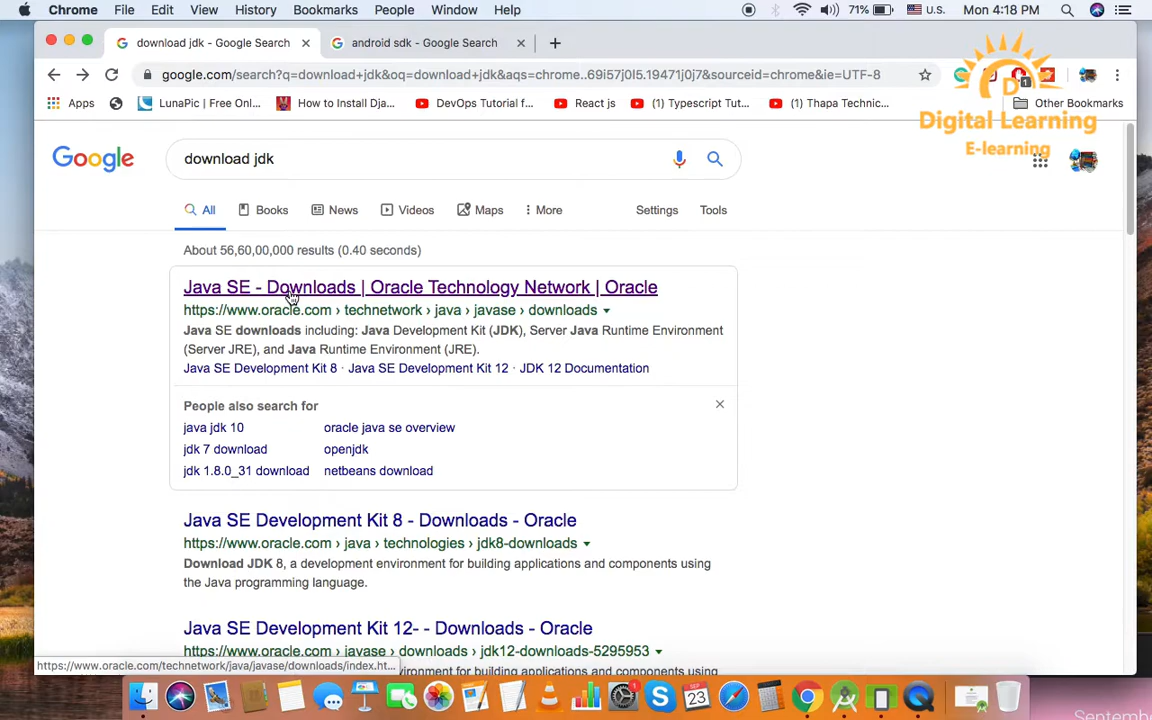 Chrome File Edit View History Bookmarks People Window Help 71% U.S. Mon 4:18 PM
download jdk - Google Search android sdk - Google Search
google.com/search?q=download+jdk&oq=download+jdk&aqs=chrome..69i57j0l5.19471j0j7&sourceid=chrome&ie=UTF-8
Apps LunaPic | Free Onl... How to Install Dja... DevOps Tutorial f... React js (1) Typescript Tut... (1) Thapa Technic... Other Bookmarks
Digital Learning
E-learning
Google download jdk
All Books News Videos Maps More Settings Tools
About 56,60,00,000 results (0.40 seconds)
Java SE - Downloads | Oracle Technology Network | Oracle
https://www.oracle.com › technetwork › java › javase › downloads
Java SE downloads including: Java Development Kit (JDK), Server Java Runtime Environment
(Server JRE), and Java Runtime Environment (JRE).
Java SE Development Kit 8 · Java SE Development Kit 12 · JDK 12 Documentation
People also search for
java jdk 10 oracle java se overview
jdk 7 download openjdk
jdk 1.8.0_31 download netbeans download
Java SE Development Kit 8 - Downloads - Oracle
https://www.oracle.com › java › technologies › jdk8-downloads
Download JDK 8, a development environment for building applications and components using
the Java programming language.
Java SE Development Kit 12- - Downloads - Oracle
https://www.oracle.com › javase › downloads › jdk12-downloads-5295953
https://www.oracle.com/technetwork/java/javase/downloads/index.ht...
SEP
23